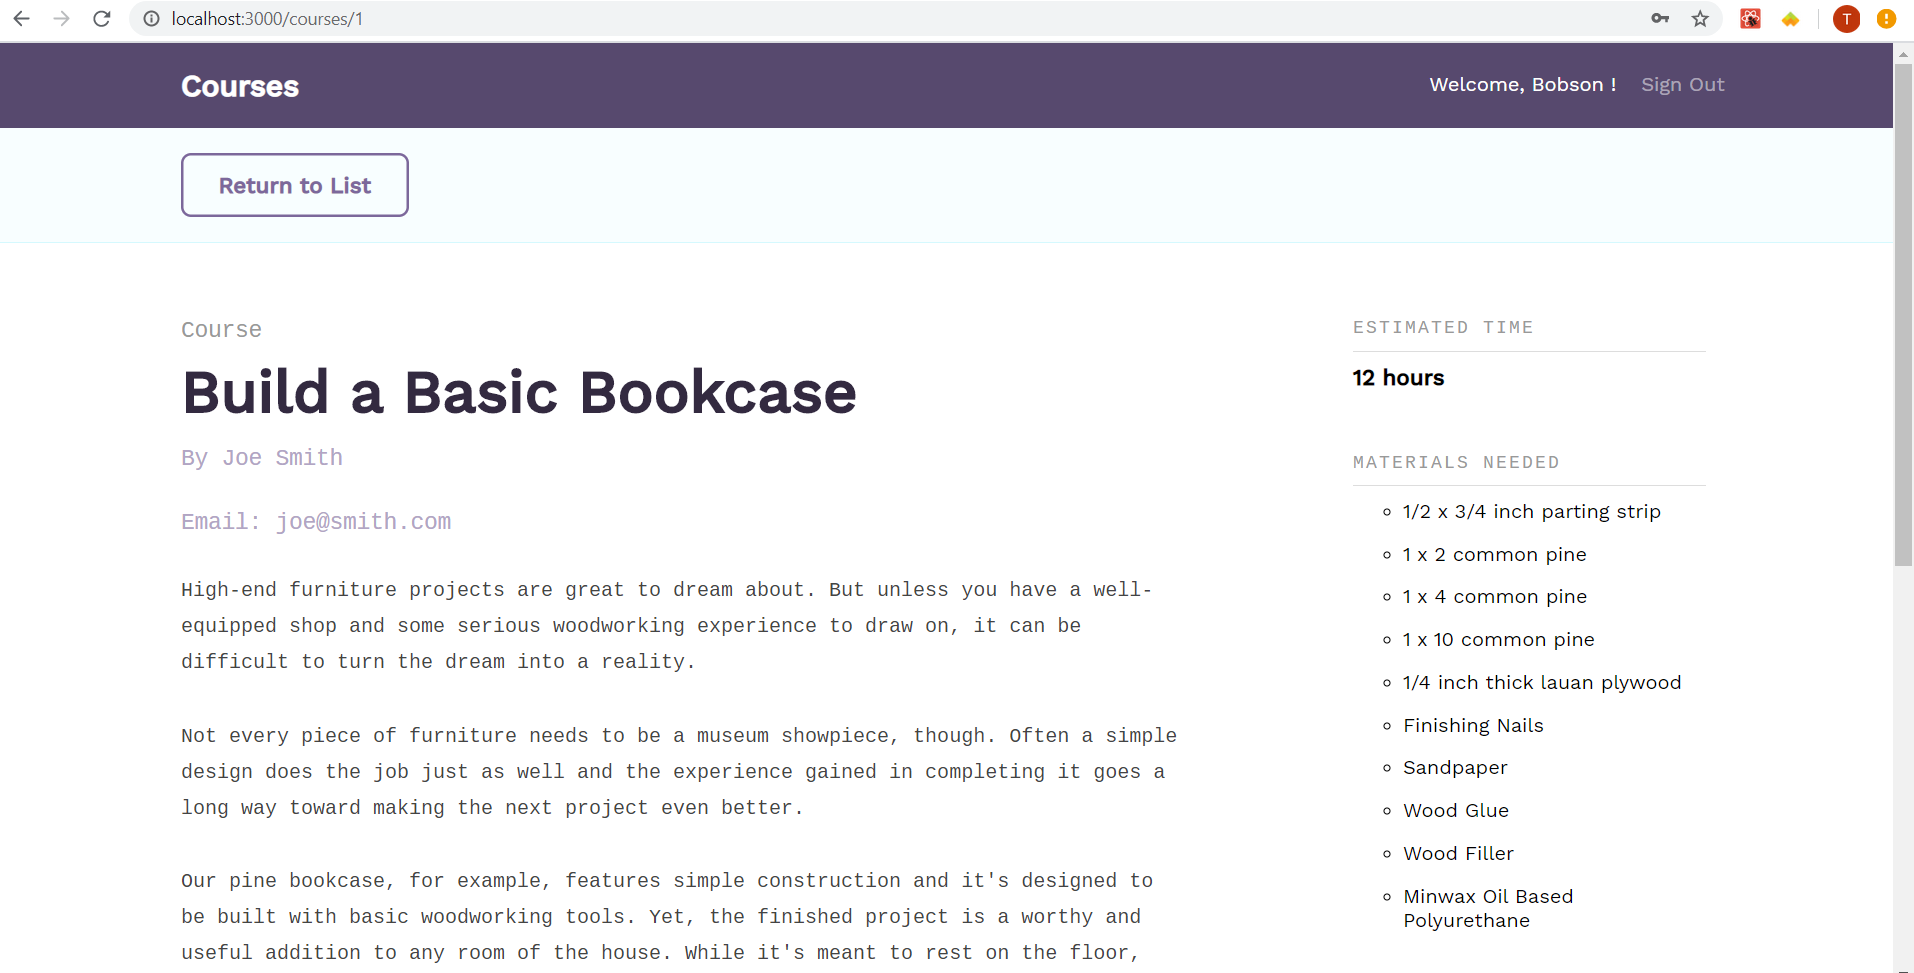 localhost:3000/courses/1
T
Courses
Welcome, Bobson !
Sign Out
Return to List
Course
Build a Basic Bookcase
By Joe Smith
Email: joe@smith.com
High-end furniture projects are great to dream about. But unless you have a well-
equipped shop and some serious woodworking experience to draw on, it can be
difficult to turn the dream into a reality.
Not every piece of furniture needs to be a museum showpiece, though. Often a simple
design does the job just as well and the experience gained in completing it goes a
long way toward making the next project even better.
Our pine bookcase, for example, features simple construction and it's designed to
be built with basic woodworking tools. Yet, the finished project is a worthy and
useful addition to any room of the house. While it's meant to rest on the floor,
ESTIMATED TIME
12 hours
MATERIALS NEEDED
1/2 x 3/4 inch parting strip
1 x 2 common pine
1 x 4 common pine
1 x 10 common pine
1/4 inch thick lauan plywood
Finishing Nails
Sandpaper
Wood Glue
Wood Filler
Minwax Oil Based
Polyurethane